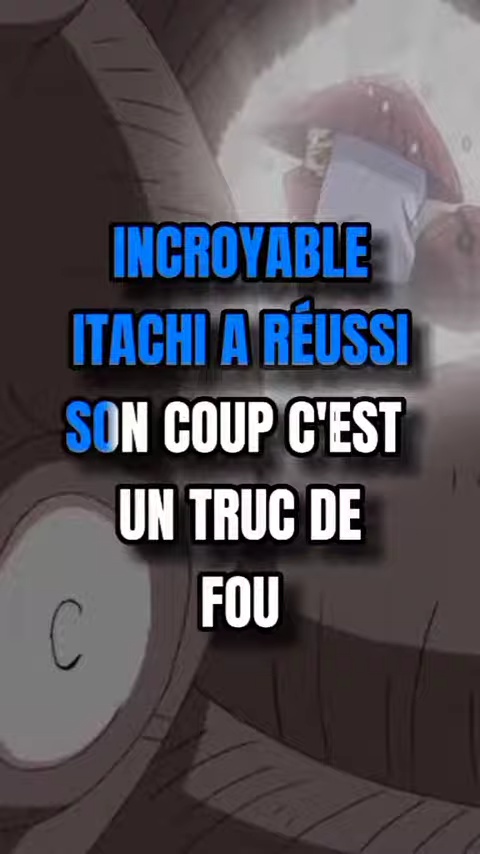 INCROYABLE
ITACHI A RÉUSSI
SON COUP C'EST
UN TRUC DE
FOU